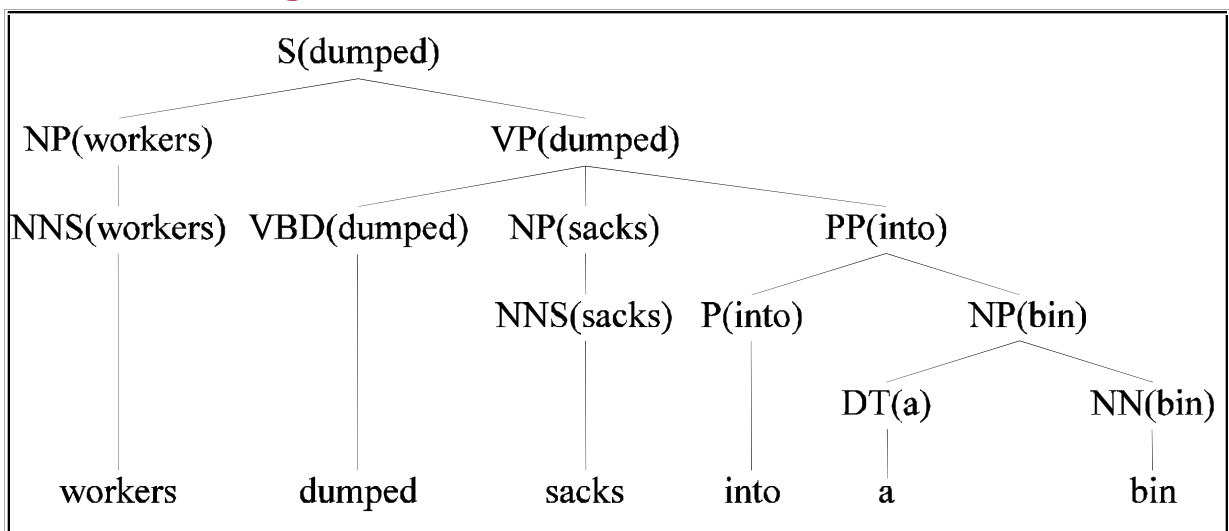 S(dumped)
NP(workers) VP(dumped)
NNS(workers) VBD(dumped) NP(sacks) PP(into)
NNS(sacks) P(into) NP(bin)
DT(a) NN(bin)
workers dumped sacks into a bin